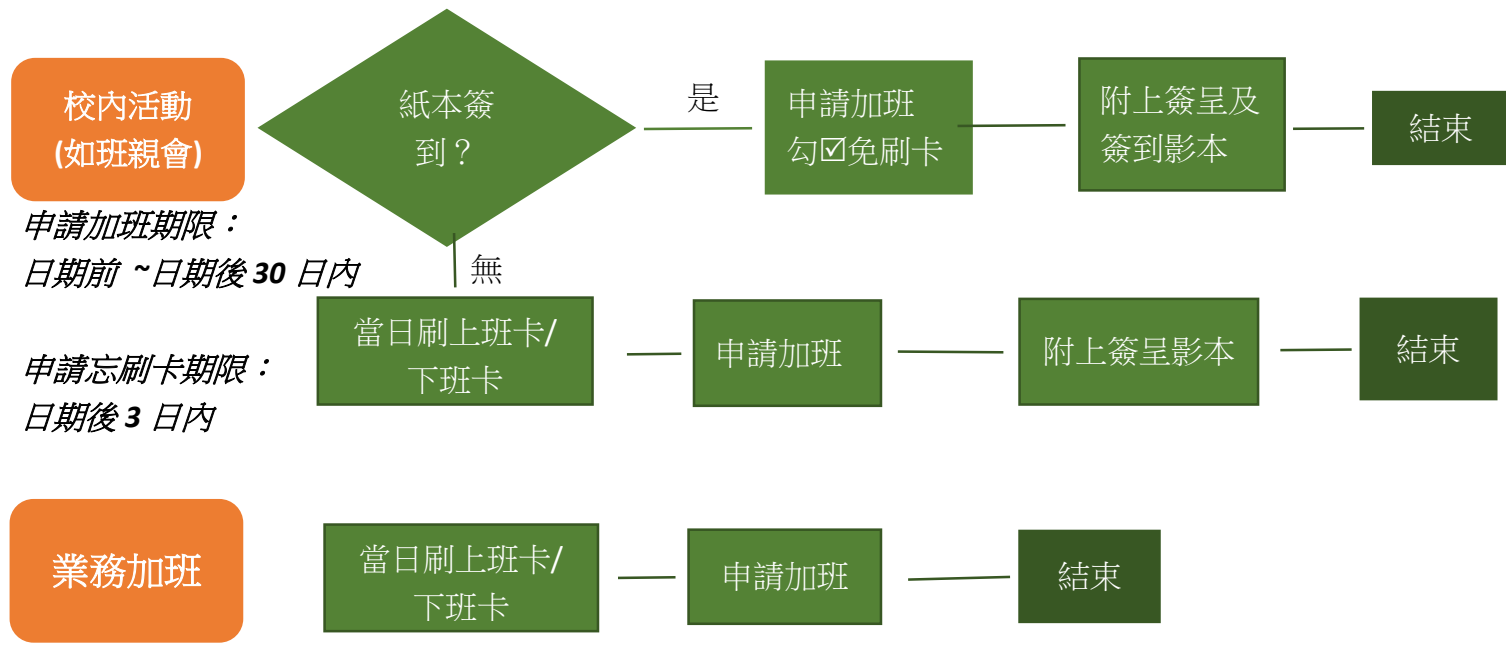 校內活動
(如班親會)
紙本簽
到？
是
申請加班
勾☑免刷卡
附上簽呈及
簽到影本
結束
申請加班期限：
日期前 ~日期後 30 日內
無
當日刷上班卡/
下班卡
申請加班
附上簽呈影本
結束
申請忘刷卡期限：
日期後 3 日內
業務加班
當日刷上班卡/
下班卡
申請加班
結束